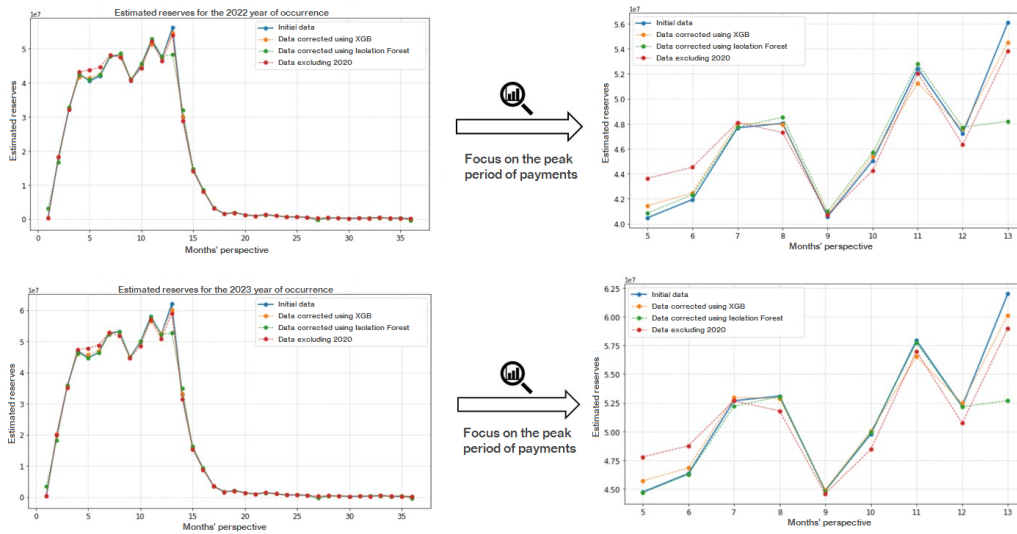 Estimated reserves for the 2022 year of occurrence
1e7
Initial data
Data corrected using XGB
Data corrected using Isolation Forest
Data excluding 2020
5
4
3
2
1
0
Estimated reserves
0 5 10 15 20 25 30 35
Months' perspective
Focus on the peak
period of payments
1e7
Initial data
Data corrected using XGB
Data corrected using Isolation Forest
Data excluding 2020
5.6
5.4
5.2
5.0
4.8
4.6
4.4
4.2
4.0
Estimated reserves
5 6 7 8 9 10 11 12 13
Months' perspective
Estimated reserves for the 2023 year of occurrence
1e7
Initial data
Data corrected using XGB
Data corrected using Isolation Forest
Data excluding 2020
6
5
4
3
2
1
0
Estimated reserves
0 5 10 15 20 25 30 35
Months' perspective
Focus on the peak
period of payments
1e7
Initial data
Data corrected using XGB
Data corrected using Isolation Forest
Data excluding 2020
6.25
6.00
5.75
5.50
5.25
5.00
4.75
4.50
Estimated reserves
5 6 7 8 9 10 11 12 13
Months' perspective